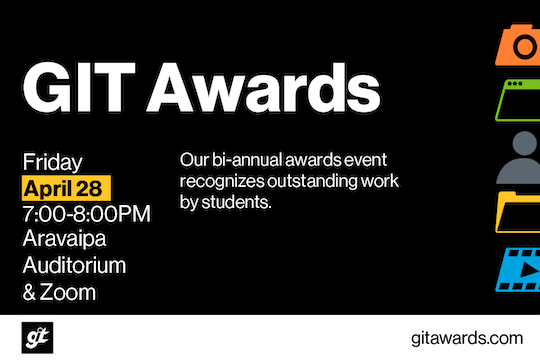 GIT Awards
Friday
April 28
7:00-8:00PM
Aravaipa
Auditorium
& Zoom
Our bi-annual awards event
recognizes outstanding work
by students.
git
gitawards.com